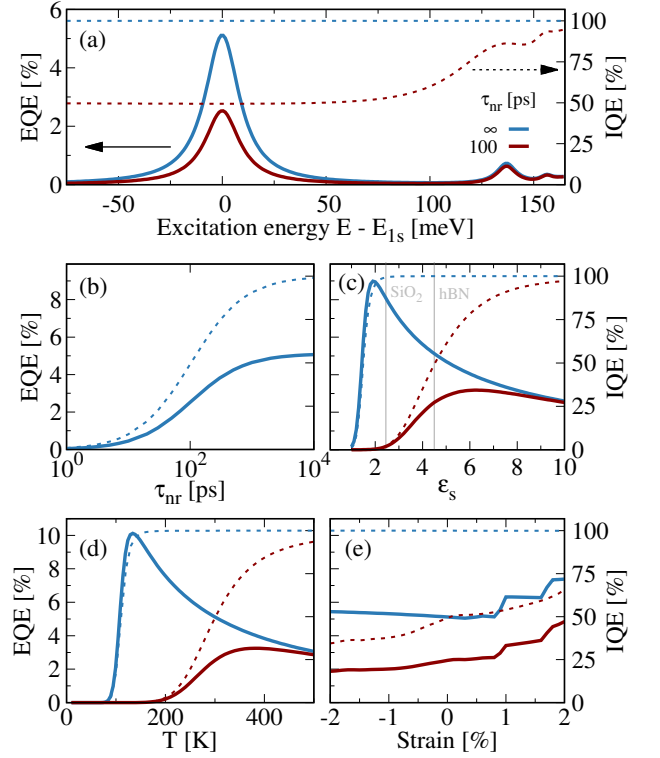 (a)
EQE [%]
6
4
2
0
IQE [%]
100
75
50
25
0
τnr [ps]
∞
100
-50 0 50 100 150
Excitation energy E - E1s [meV]
(b)
EQE [%]
8
6
4
2
0
10^0 10^2 10^4
τnr [ps]
(c)
SiO2
hBN
IQE [%]
100
75
50
25
0
2 4 6 8 10
εs
(d)
EQE [%]
10
8
6
4
2
0
0 200 400
T [K]
(e)
IQE [%]
100
75
50
25
0
-2 -1 0 1 2
Strain [%]